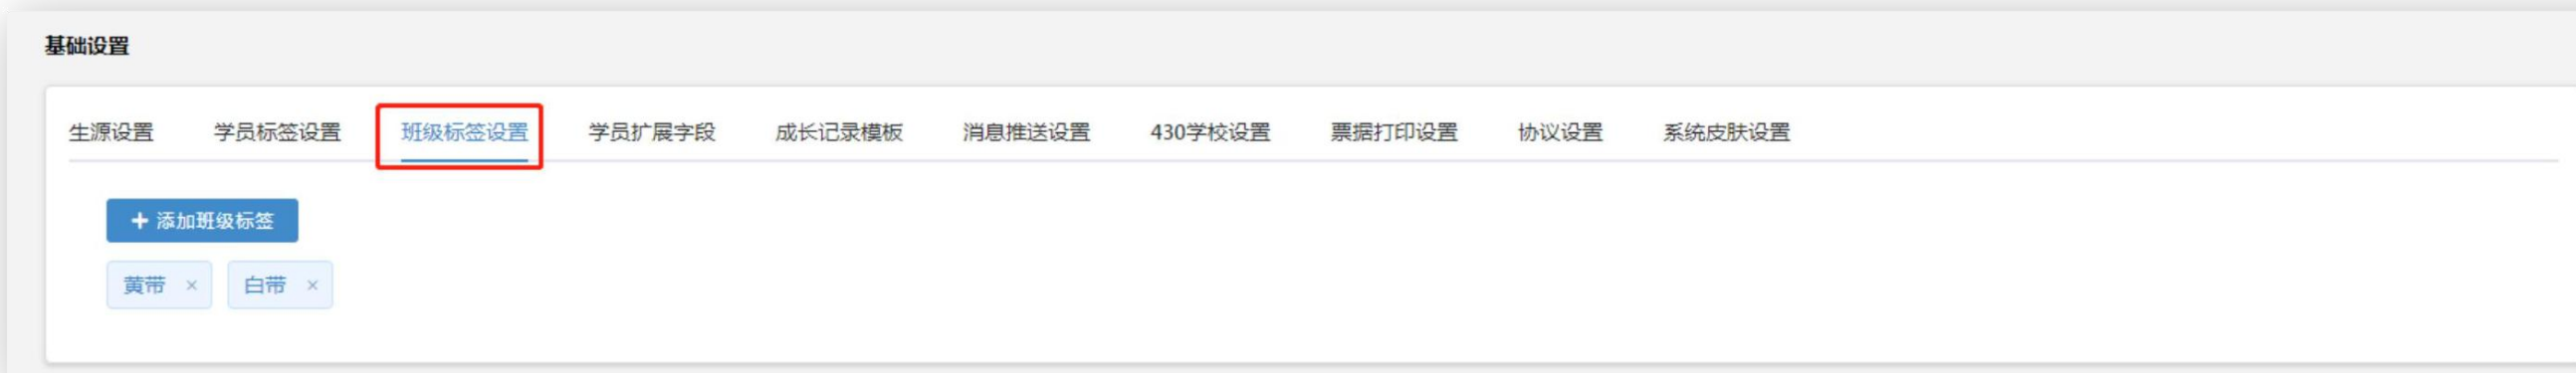 基础设置
生源设置 学员标签设置 班级标签设置 学员扩展字段 成长记录模板 消息推送设置 430学校设置 票据打印设置 协议设置 系统皮肤设置
+ 添加班级标签
黄带 × 白带 ×